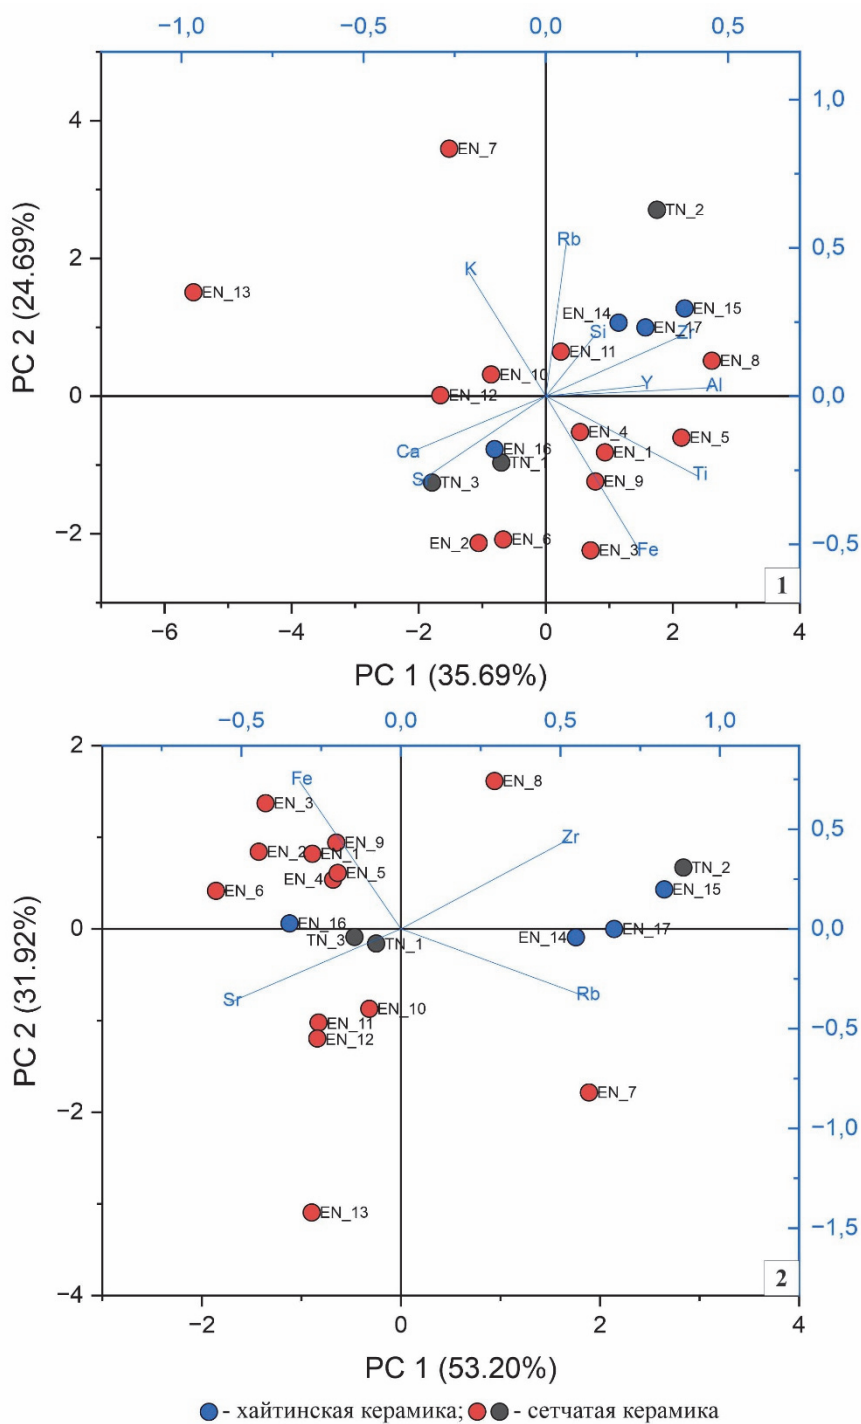 −1,0 −0,5 0,0 0,5
1,0
4
EN_7
TN_2
Rb
0,5
K
2
EN_13
EN_14 EN_15
Si EN_17 Zr
EN_11
EN_8
EN_10
Y Al
0 0,0
EN_12
EN_4
EN_5
Ca EN_16 EN_1
TN_1
TN_3 EN_9 Ti
−2 EN_2 EN_6 EN_3 Fe −0,5
PC 2 (24.69%)
1
−6 −4 −2 0 2 4
PC 1 (35.69%)
−0,5 0,0 0,5 1,0
2
Fe EN_8
EN_3
EN_9 Zr 0,5
EN_2 EN_1
EN_4 EN_5 TN_2
EN_6 EN_15
EN_16 EN_17
0 0,0
TN_3 TN_1 EN_14
Sr Rb
EN_10
EN_11 −0,5
EN_12
−2 EN_7
−1,0
EN_13
−1,5
PC 2 (31.92%)
2
−4
−2 0 2 4
PC 1 (53.20%)
- хайтинская керамика; - сетчатая керамика